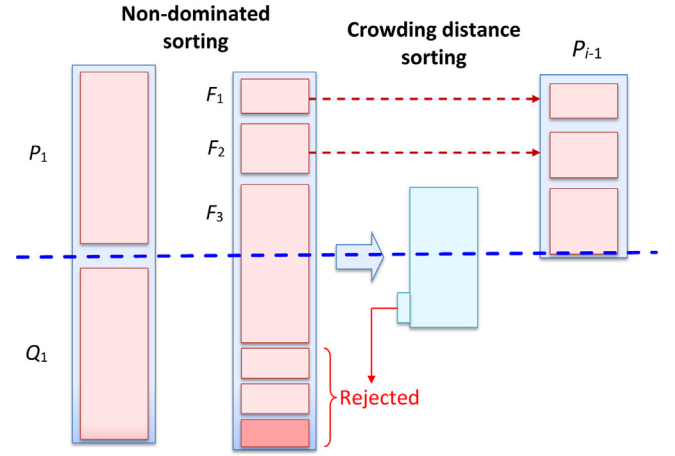 Non-dominated
sorting
Crowding distance
sorting
P1
Q1
F1
F2
F3
Pi-1
Rejected